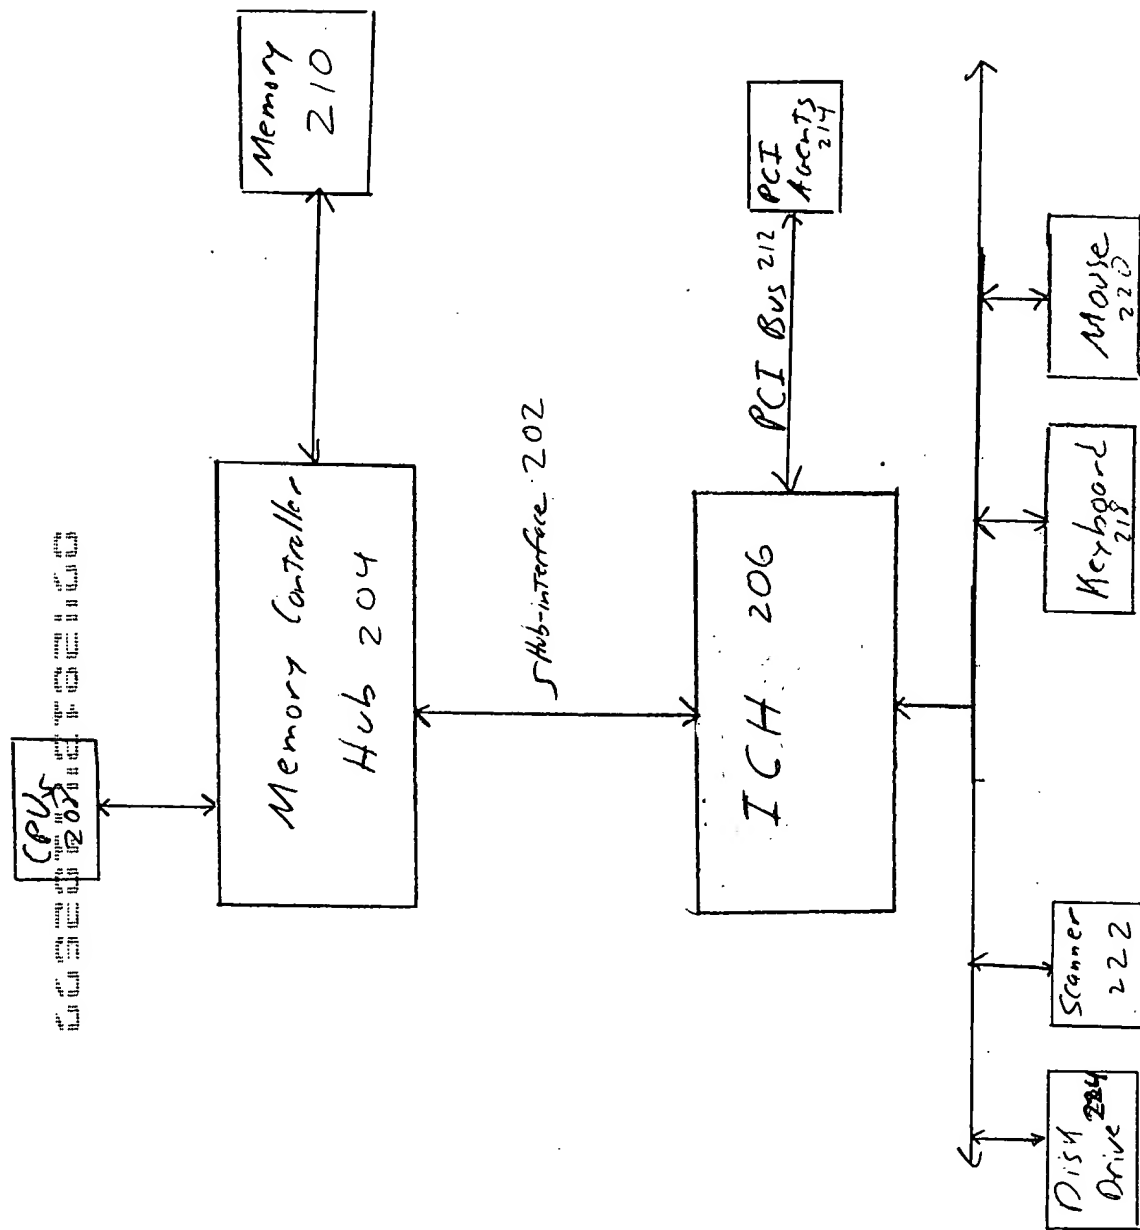 CPUs
Memory Controller
Hub 204
Memory
210
Hub-interface 202
ICH 206
PCI Bus 212
PCI
Agents
214
Disk
Drive
Scanner
222
Keyboard
218
Mouse
220